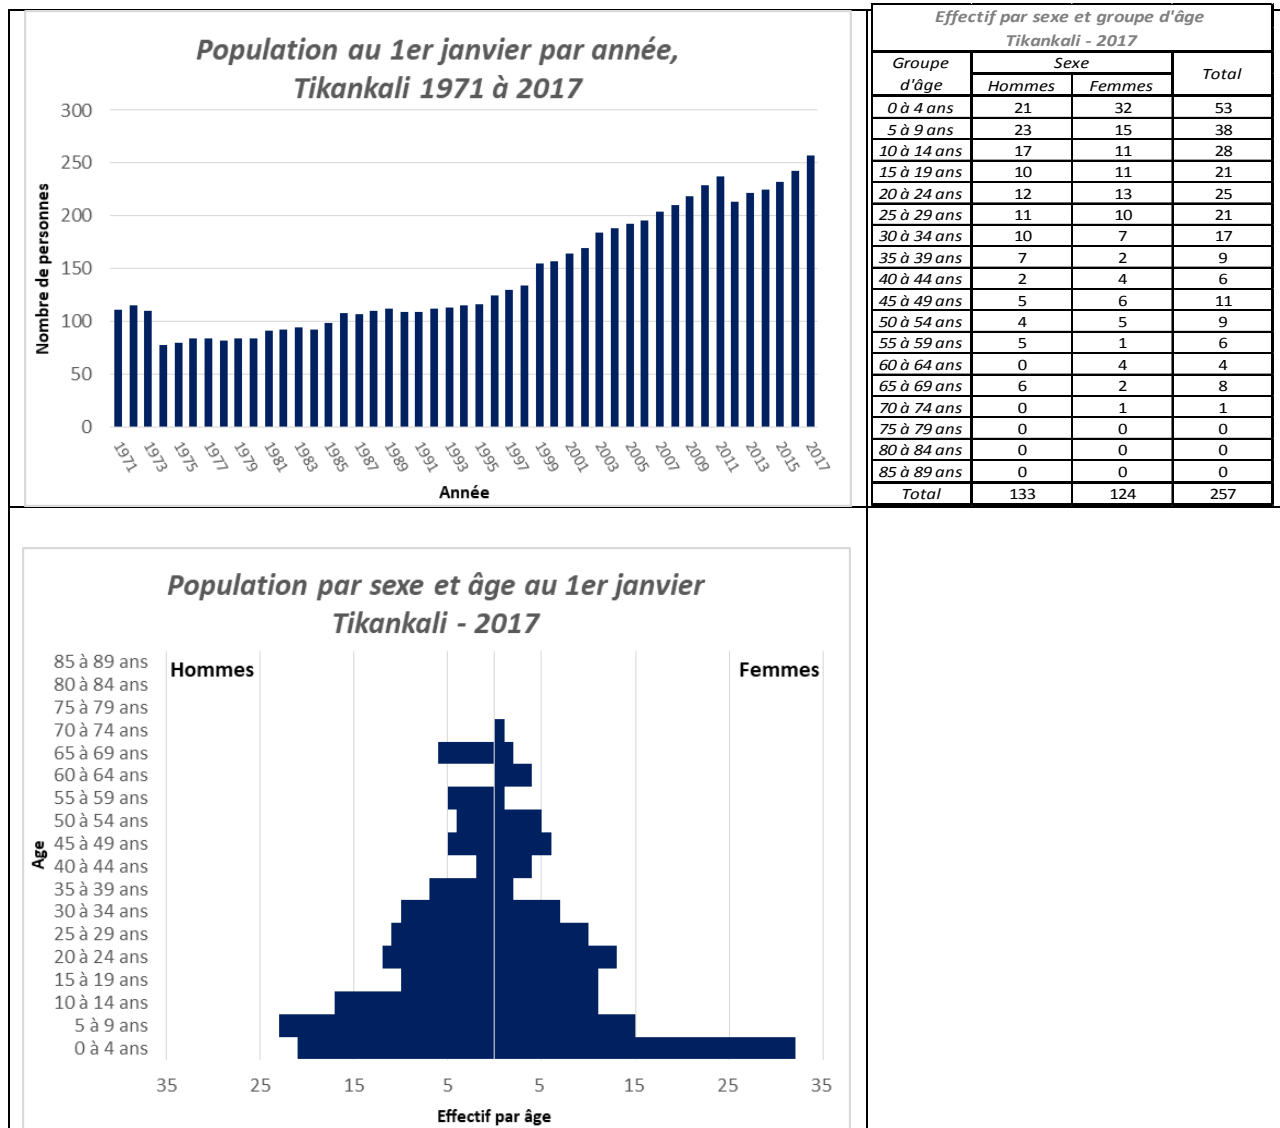 Population au 1er janvier par année,
Tikankali 1971 à 2017
Nombre de personnes
300
250
200
150
100
50
0
1971 1973 1975 1977 1979 1981 1983 1985 1987 1989 1991 1993 1995 1997 1999 2001 2003 2005 2007 2009 2011 2013 2015 2017
Année
Effectif par sexe et groupe d'âge
Tikankali - 2017
Groupe d'âge Sexe Total
Hommes Femmes
0 à 4 ans 21 32 53
5 à 9 ans 23 15 38
10 à 14 ans 17 11 28
15 à 19 ans 10 11 21
20 à 24 ans 12 13 25
25 à 29 ans 11 10 21
30 à 34 ans 10 7 17
35 à 39 ans 7 2 9
40 à 44 ans 2 4 6
45 à 49 ans 5 6 11
50 à 54 ans 4 5 9
55 à 59 ans 5 1 6
60 à 64 ans 0 4 4
65 à 69 ans 6 2 8
70 à 74 ans 0 1 1
75 à 79 ans 0 0 0
80 à 84 ans 0 0 0
85 à 89 ans 0 0 0
Total 133 124 257
Population par sexe et âge au 1er janvier
Tikankali - 2017
Hommes Femmes
Age
85 à 89 ans
80 à 84 ans
75 à 79 ans
70 à 74 ans
65 à 69 ans
60 à 64 ans
55 à 59 ans
50 à 54 ans
45 à 49 ans
40 à 44 ans
35 à 39 ans
30 à 34 ans
25 à 29 ans
20 à 24 ans
15 à 19 ans
10 à 14 ans
5 à 9 ans
0 à 4 ans
35 25 15 5 5 15 25 35
Effectif par âge